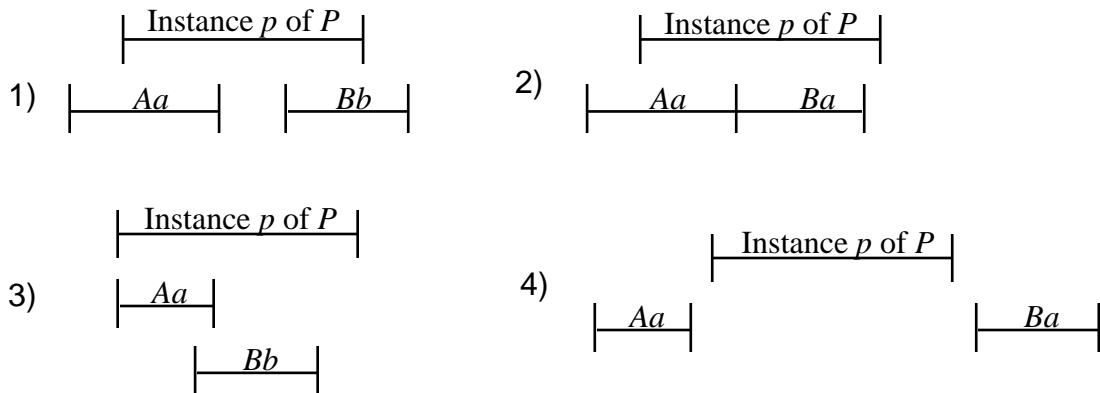 Instance p of P
1) Aa Bb
Instance p of P
2) Aa Ba
Instance p of P
3) Aa
Bb
Instance p of P
4) Aa Ba